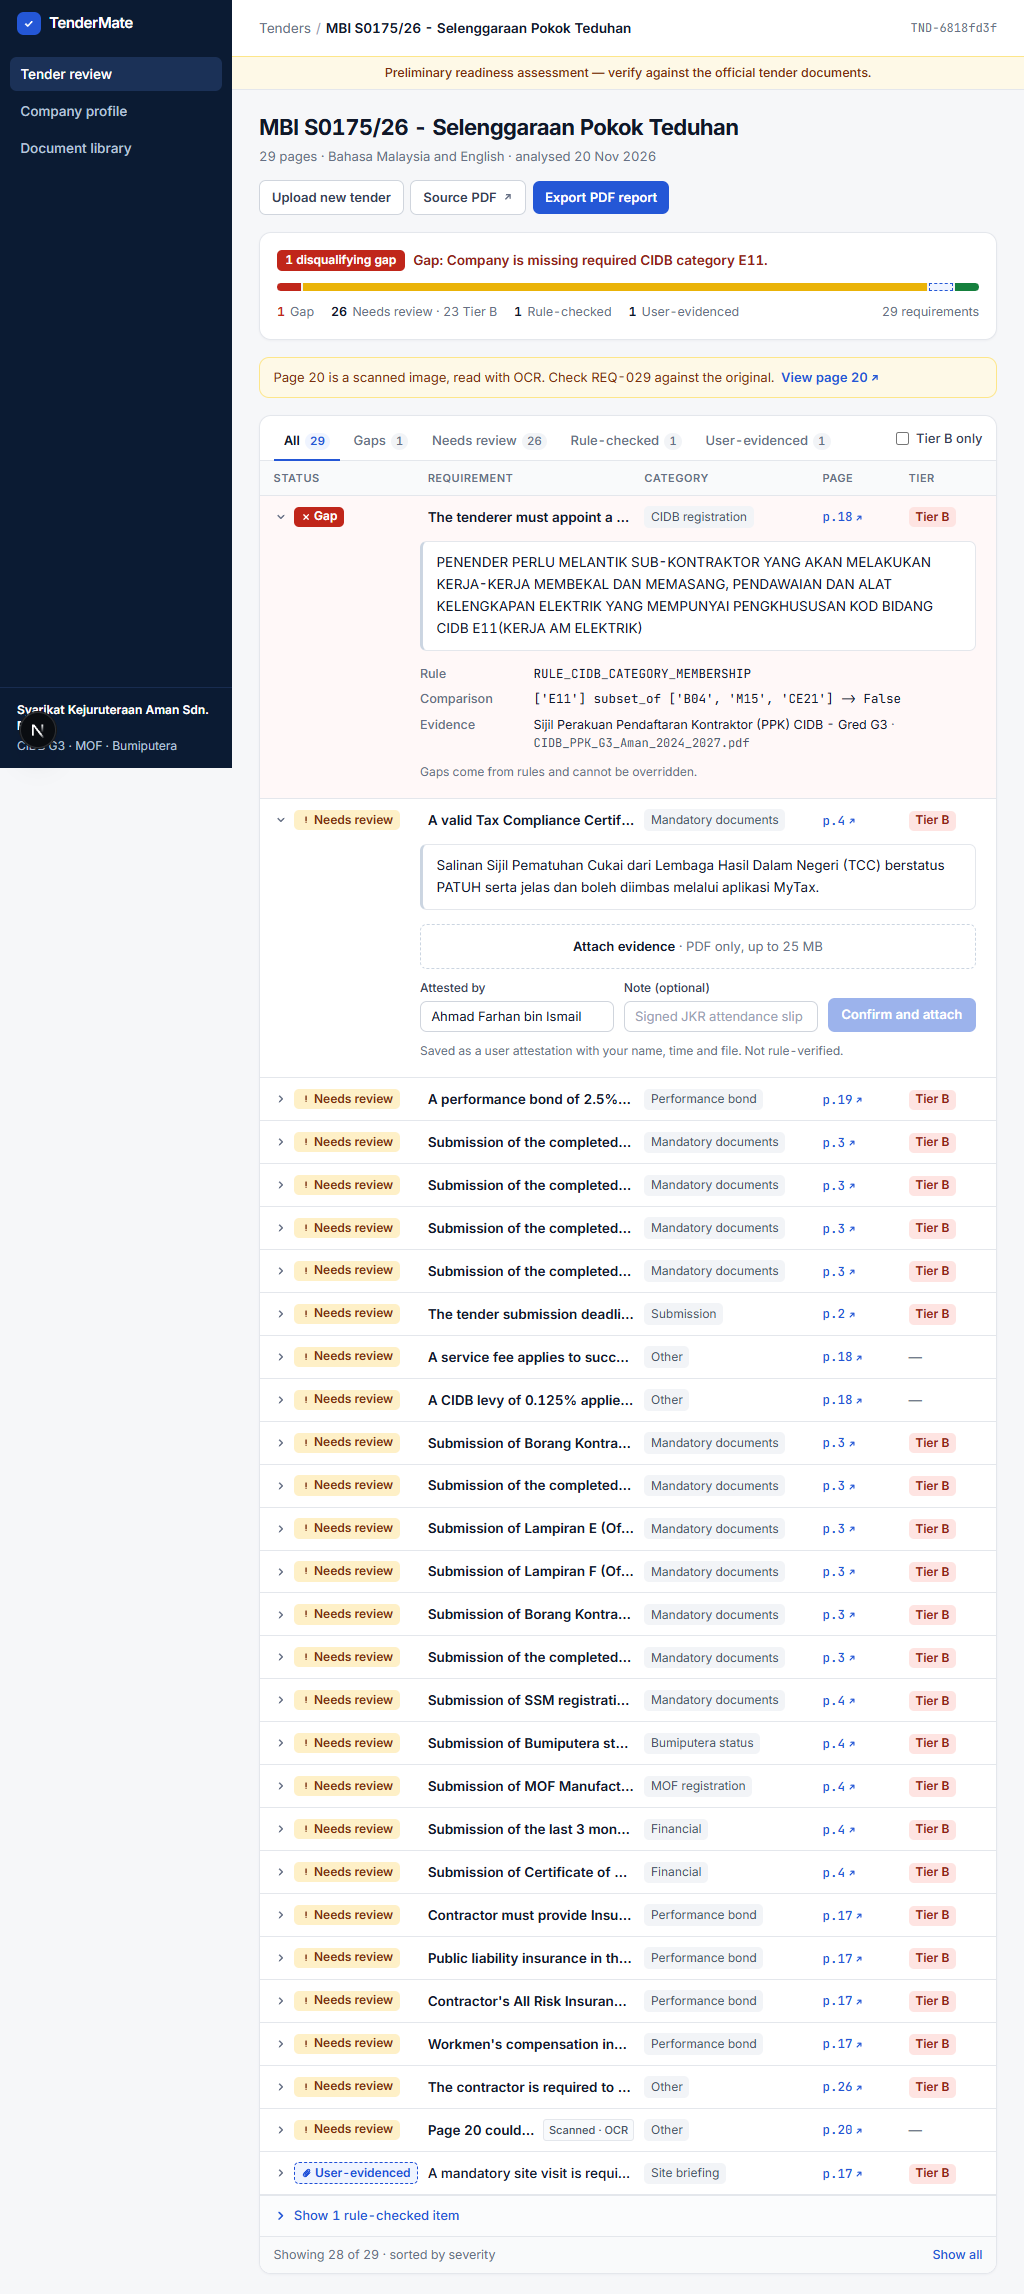 TenderMate
Tender review
Company profile
Document library
Syarikat Kejuruteraan Aman Sdn.
G3 · MOF · Bumiputera
Tenders / MBI S0175/26 - Selenggaraan Pokok Teduhan
TND-6818fd3f
Preliminary readiness assessment — verify against the official tender documents.
MBI S0175/26 - Selenggaraan Pokok Teduhan
29 pages · Bahasa Malaysia and English · analysed 20 Nov 2026
Upload new tender
Source PDF ↗
Export PDF report
1 disqualifying gap Gap: Company is missing required CIDB category E11.
1 Gap 26 Needs review · 23 Tier B 1 Rule-checked 1 User-evidenced 29 requirements
Page 20 is a scanned image, read with OCR. Check REQ-029 against the original. View page 20 ↗
All 29 Gaps 1 Needs review 26 Rule-checked 1 User-evidenced 1 Tier B only
STATUS REQUIREMENT CATEGORY PAGE TIER
× Gap The tenderer must appoint a ... CIDB registration p.18 ↗ Tier B
PENENDER PERLU MELANTIK SUB-KONTRAKTOR YANG AKAN MELAKUKAN
KERJA-KERJA MEMBEKAL DAN MEMASANG, PENDAWAIAN DAN ALAT
KELENGKAPAN ELEKTRIK YANG MEMPUNYAI PENGKHUSUSAN KOD BIDANG
CIDB E11(KERJA AM ELEKTRIK)
Rule RULE_CIDB_CATEGORY_MEMBERSHIP
Comparison ['E11'] subset_of ['B04', 'M15', 'CE21'] —> False
Evidence Sijil Perakuan Pendaftaran Kontraktor (PPK) CIDB - Gred G3 ·
CIDB_PPK_G3_Aman_2024_2027.pdf
Gaps come from rules and cannot be overridden.
! Needs review A valid Tax Compliance Certif... Mandatory documents p.4 ↗ Tier B
Salinan Sijil Pematuhan Cukai dari Lembaga Hasil Dalam Negeri (TCC) berstatus
PATUH serta jelas dan boleh diimbas melalui aplikasi MyTax.
Attach evidence · PDF only, up to 25 MB
Attested by Note (optional)
Ahmad Farhan bin Ismail Signed JKR attendance slip Confirm and attach
Saved as a user attestation with your name, time and file. Not rule-verified.
! Needs review A performance bond of 2.5%... Performance bond p.19 ↗ Tier B
! Needs review Submission of the completed... Mandatory documents p.3 ↗ Tier B
! Needs review Submission of the completed... Mandatory documents p.3 ↗ Tier B
! Needs review Submission of the completed... Mandatory documents p.3 ↗ Tier B
! Needs review Submission of the completed... Mandatory documents p.3 ↗ Tier B
! Needs review The tender submission deadli... Submission p.2 ↗ Tier B
! Needs review A service fee applies to succ... Other p.18 ↗ —
! Needs review A CIDB levy of 0.125% applie... Other p.18 ↗ —
! Needs review Submission of Borang Kontra... Mandatory documents p.3 ↗ Tier B
! Needs review Submission of the completed... Mandatory documents p.3 ↗ Tier B
! Needs review Submission of Lampiran E (Of... Mandatory documents p.3 ↗ Tier B
! Needs review Submission of Lampiran F (Of... Mandatory documents p.3 ↗ Tier B
! Needs review Submission of Borang Kontra... Mandatory documents p.3 ↗ Tier B
! Needs review Submission of the completed... Mandatory documents p.3 ↗ Tier B
! Needs review Submission of SSM registrati... Mandatory documents p.4 ↗ Tier B
! Needs review Submission of Bumiputera st... Bumiputera status p.4 ↗ Tier B
! Needs review Submission of MOF Manufact... MOF registration p.4 ↗ Tier B
! Needs review Submission of the last 3 mon... Financial p.4 ↗ Tier B
! Needs review Submission of Certificate of ... Financial p.4 ↗ Tier B
! Needs review Contractor must provide Insu... Performance bond p.17 ↗ Tier B
! Needs review Public liability insurance in th... Performance bond p.17 ↗ Tier B
! Needs review Contractor's All Risk Insuran... Performance bond p.17 ↗ Tier B
! Needs review Workmen's compensation in... Performance bond p.17 ↗ Tier B
! Needs review The contractor is required to ... Other p.26 ↗ Tier B
! Needs review Page 20 could... Scanned · OCR Other p.20 ↗ —
User-evidenced A mandatory site visit is requi... Site briefing p.17 ↗ Tier B
Show 1 rule-checked item
Showing 28 of 29 · sorted by severity Show all